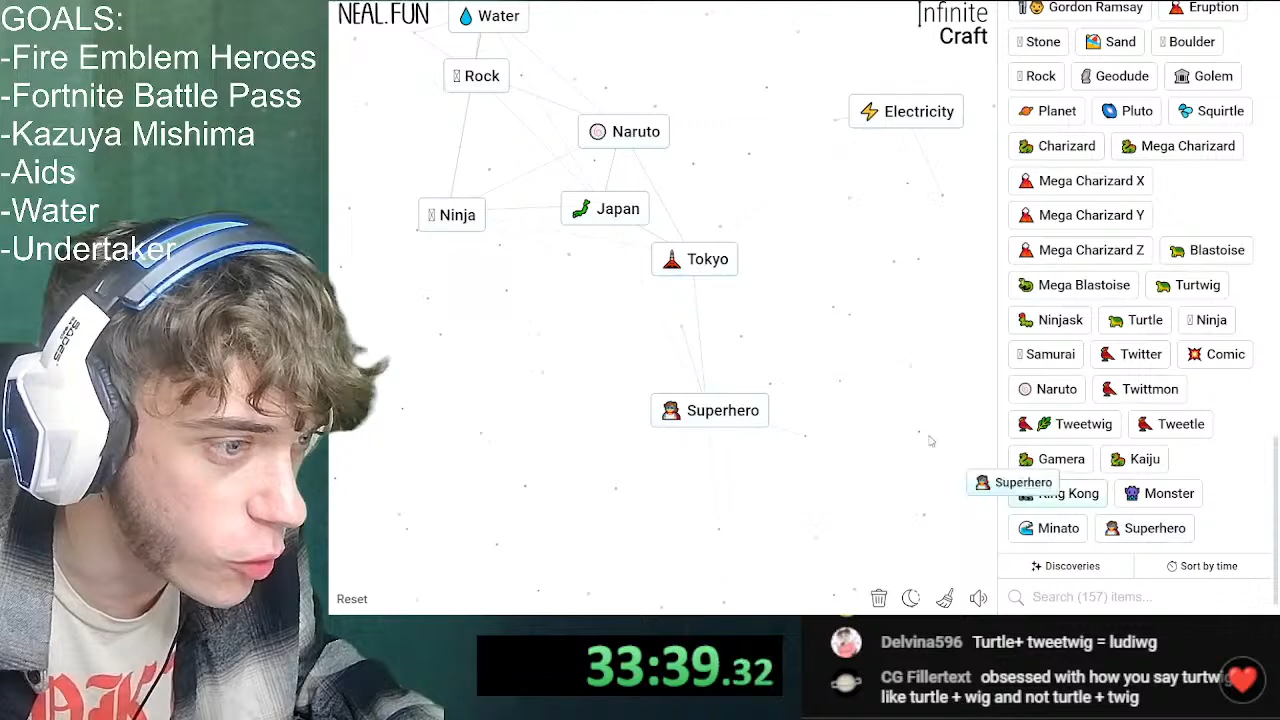 GOALS:
-Fire Emblem Heroes
-Fortnite Battle Pass
-Kazuya Mishima
-Aids
-Water
-Undertaker
NEAL.FUN
Infinite
Craft
Water
Rock
Naruto
Electricity
Ninja
Japan
Tokyo
Superhero
Superhero
Reset
Gordon Ramsay
Eruption
Stone
Sand
Boulder
Rock
Geodude
Golem
Planet
Pluto
Squirtle
Charizard
Mega Charizard
Mega Charizard X
Mega Charizard Y
Mega Charizard Z
Blastoise
Mega Blastoise
Turtwig
Ninjask
Turtle
Ninja
Samurai
Twitter
Comic
Naruto
Twittmon
Tweetwig
Tweetle
Gamera
Kaiju
Kong
Monster
Minato
Superhero
Discoveries
Sort by time
Search (157) items...
SADES
33:39.32
Delvina596 Turtle+ tweetwig = ludiwg
CG Fillertext obsessed with how you say turtwig
like turtle + wig and not turtle + twig